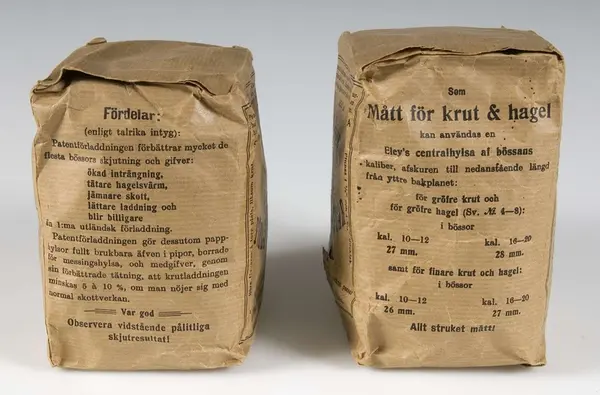 Fördelar:
(enligt talrika intyg):
Patentförladdningen förbättrar mycket de
flesta bössors skjutning och gifver:
ökad inträngning,
tätare hagelsvärm,
jämnare skott,
lättare laddning och
blir billigare
än 1:ma utländsk förladdning.
Patentförladdningen gör dessutom papp-
hylsor fullt brukbara äfven i pipor, borrade
för messingshylsa, och medgifver, genom
sin förbättrade tätning, att krutladdningen
minskas 5 à 10 %, om man nöjer sig med
normal skottverkan.
Var god
Observera vidstående pålitliga
skjutresultat!
Som
Mått för krut & hagel
kan användas en
Eley's centralhylsa af bössans
kaliber, afskuren till nedanstående längd
från yttre bakplanet:
för gröfre krut och
för gröfre hagel (Sv. № 4—8):
i bössor
kal. 10—12 kal. 16—20
27 mm. 28 mm.
samt för finare krut och hagel:
i bössor
kal. 10—12 kal. 16—20
26 mm. 27 mm.
Allt struket mått!